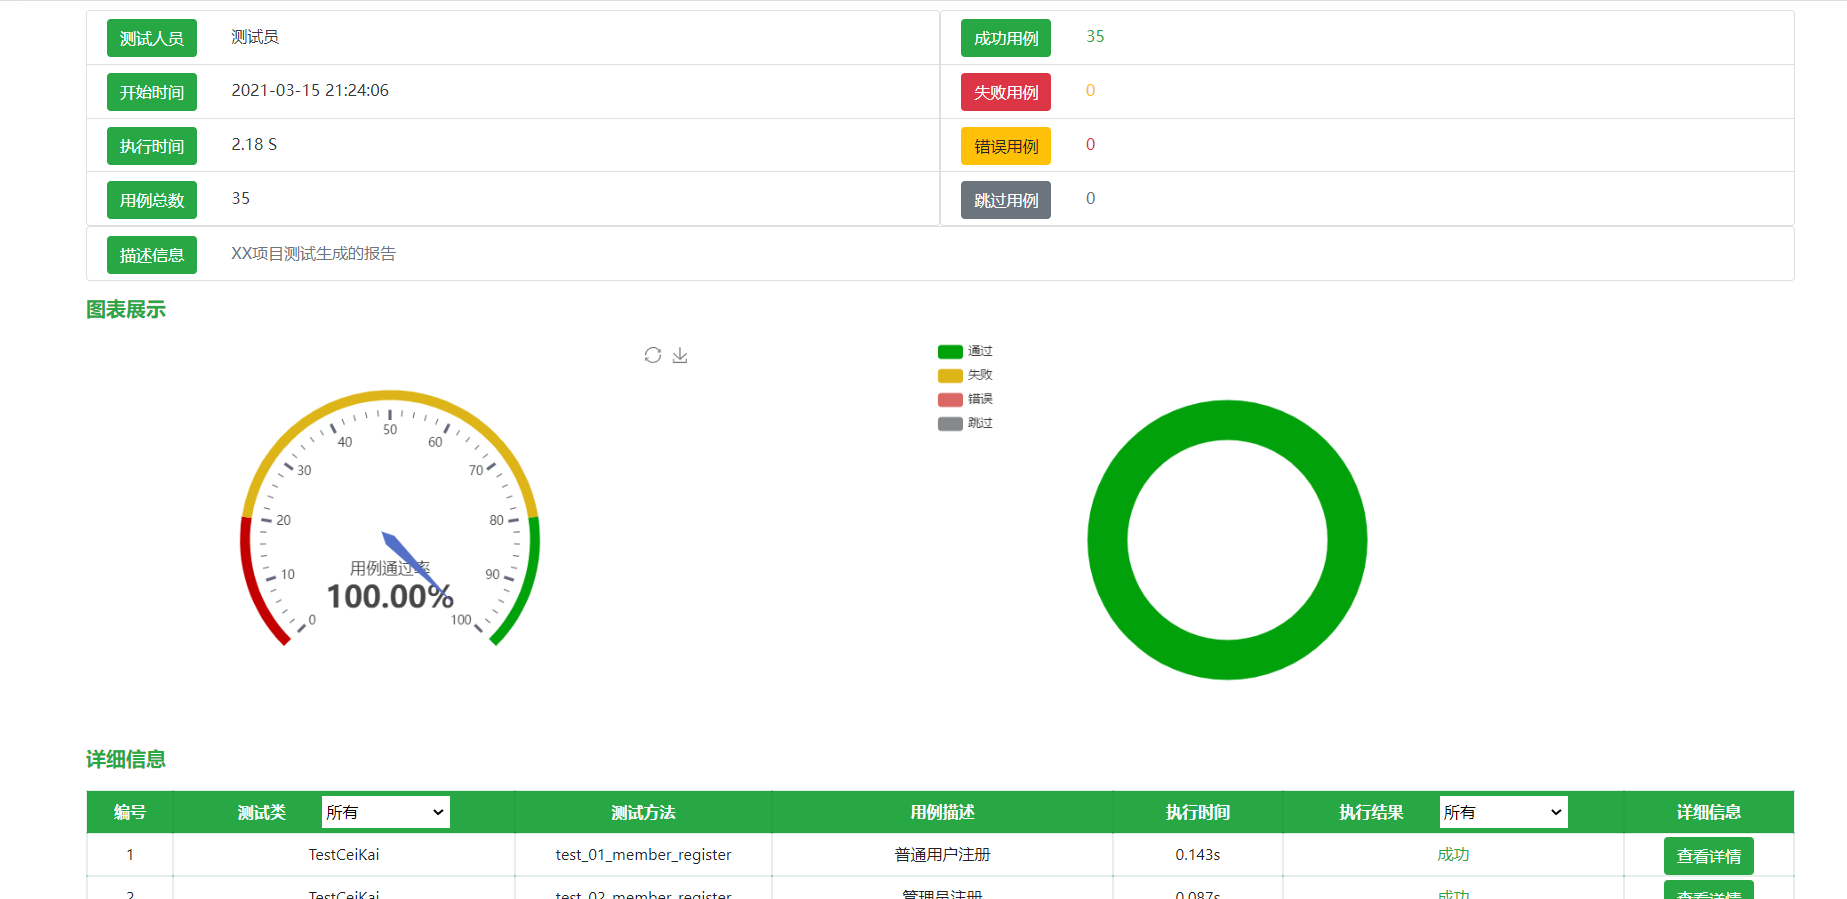 测试人员 测试员
成功用例 35
开始时间 2021-03-15 21:24:06
失败用例 0
执行时间 2.18 S
错误用例 0
用例总数 35
跳过用例 0
描述信息 XX项目测试生成的报告
图表展示
通过
失败
错误
跳过
0
10
20
30
40
50
60
70
80
90
100
用例通过率
100.00%
详细信息
编号 测试类 所有 测试方法 用例描述 执行时间 执行结果 所有 详细信息
1 TestCeiKai test_01_member_register 普通用户注册 0.143s 成功 查看详情
2 TestCeiKai test_02_member_register 管理员注册 0.087s 成功 查看详情